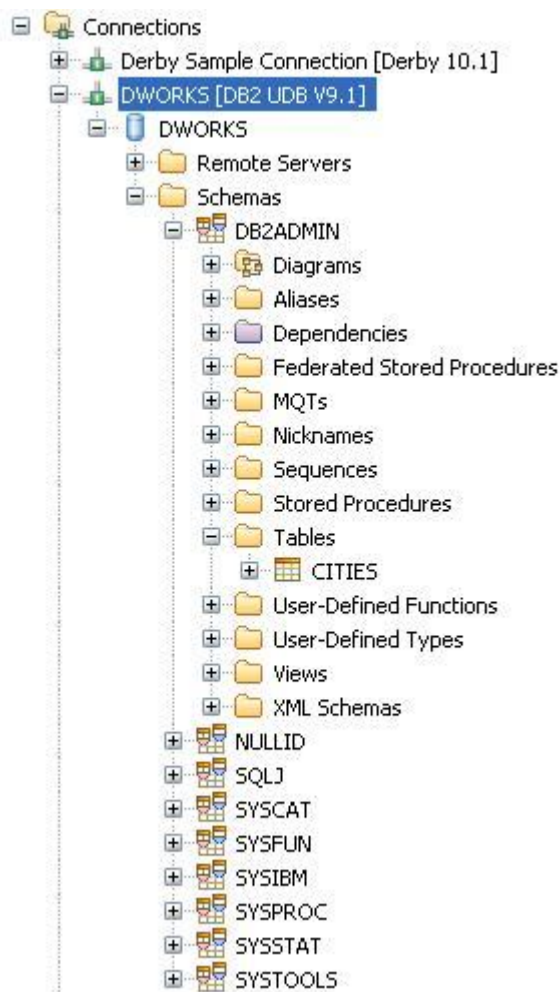 Connections
Derby Sample Connection [Derby 10.1]
DWORKS [DB2 UDB V9.1]
DWORKS
Remote Servers
Schemas
DB2ADMIN
Diagrams
Aliases
Dependencies
Federated Stored Procedures
MQTs
Nicknames
Sequences
Stored Procedures
Tables
CITIES
User-Defined Functions
User-Defined Types
Views
XML Schemas
NULLID
SQLJ
SYSCAT
SYSFUN
SYSIBM
SYSPROC
SYSSTAT
SYSTOOLS